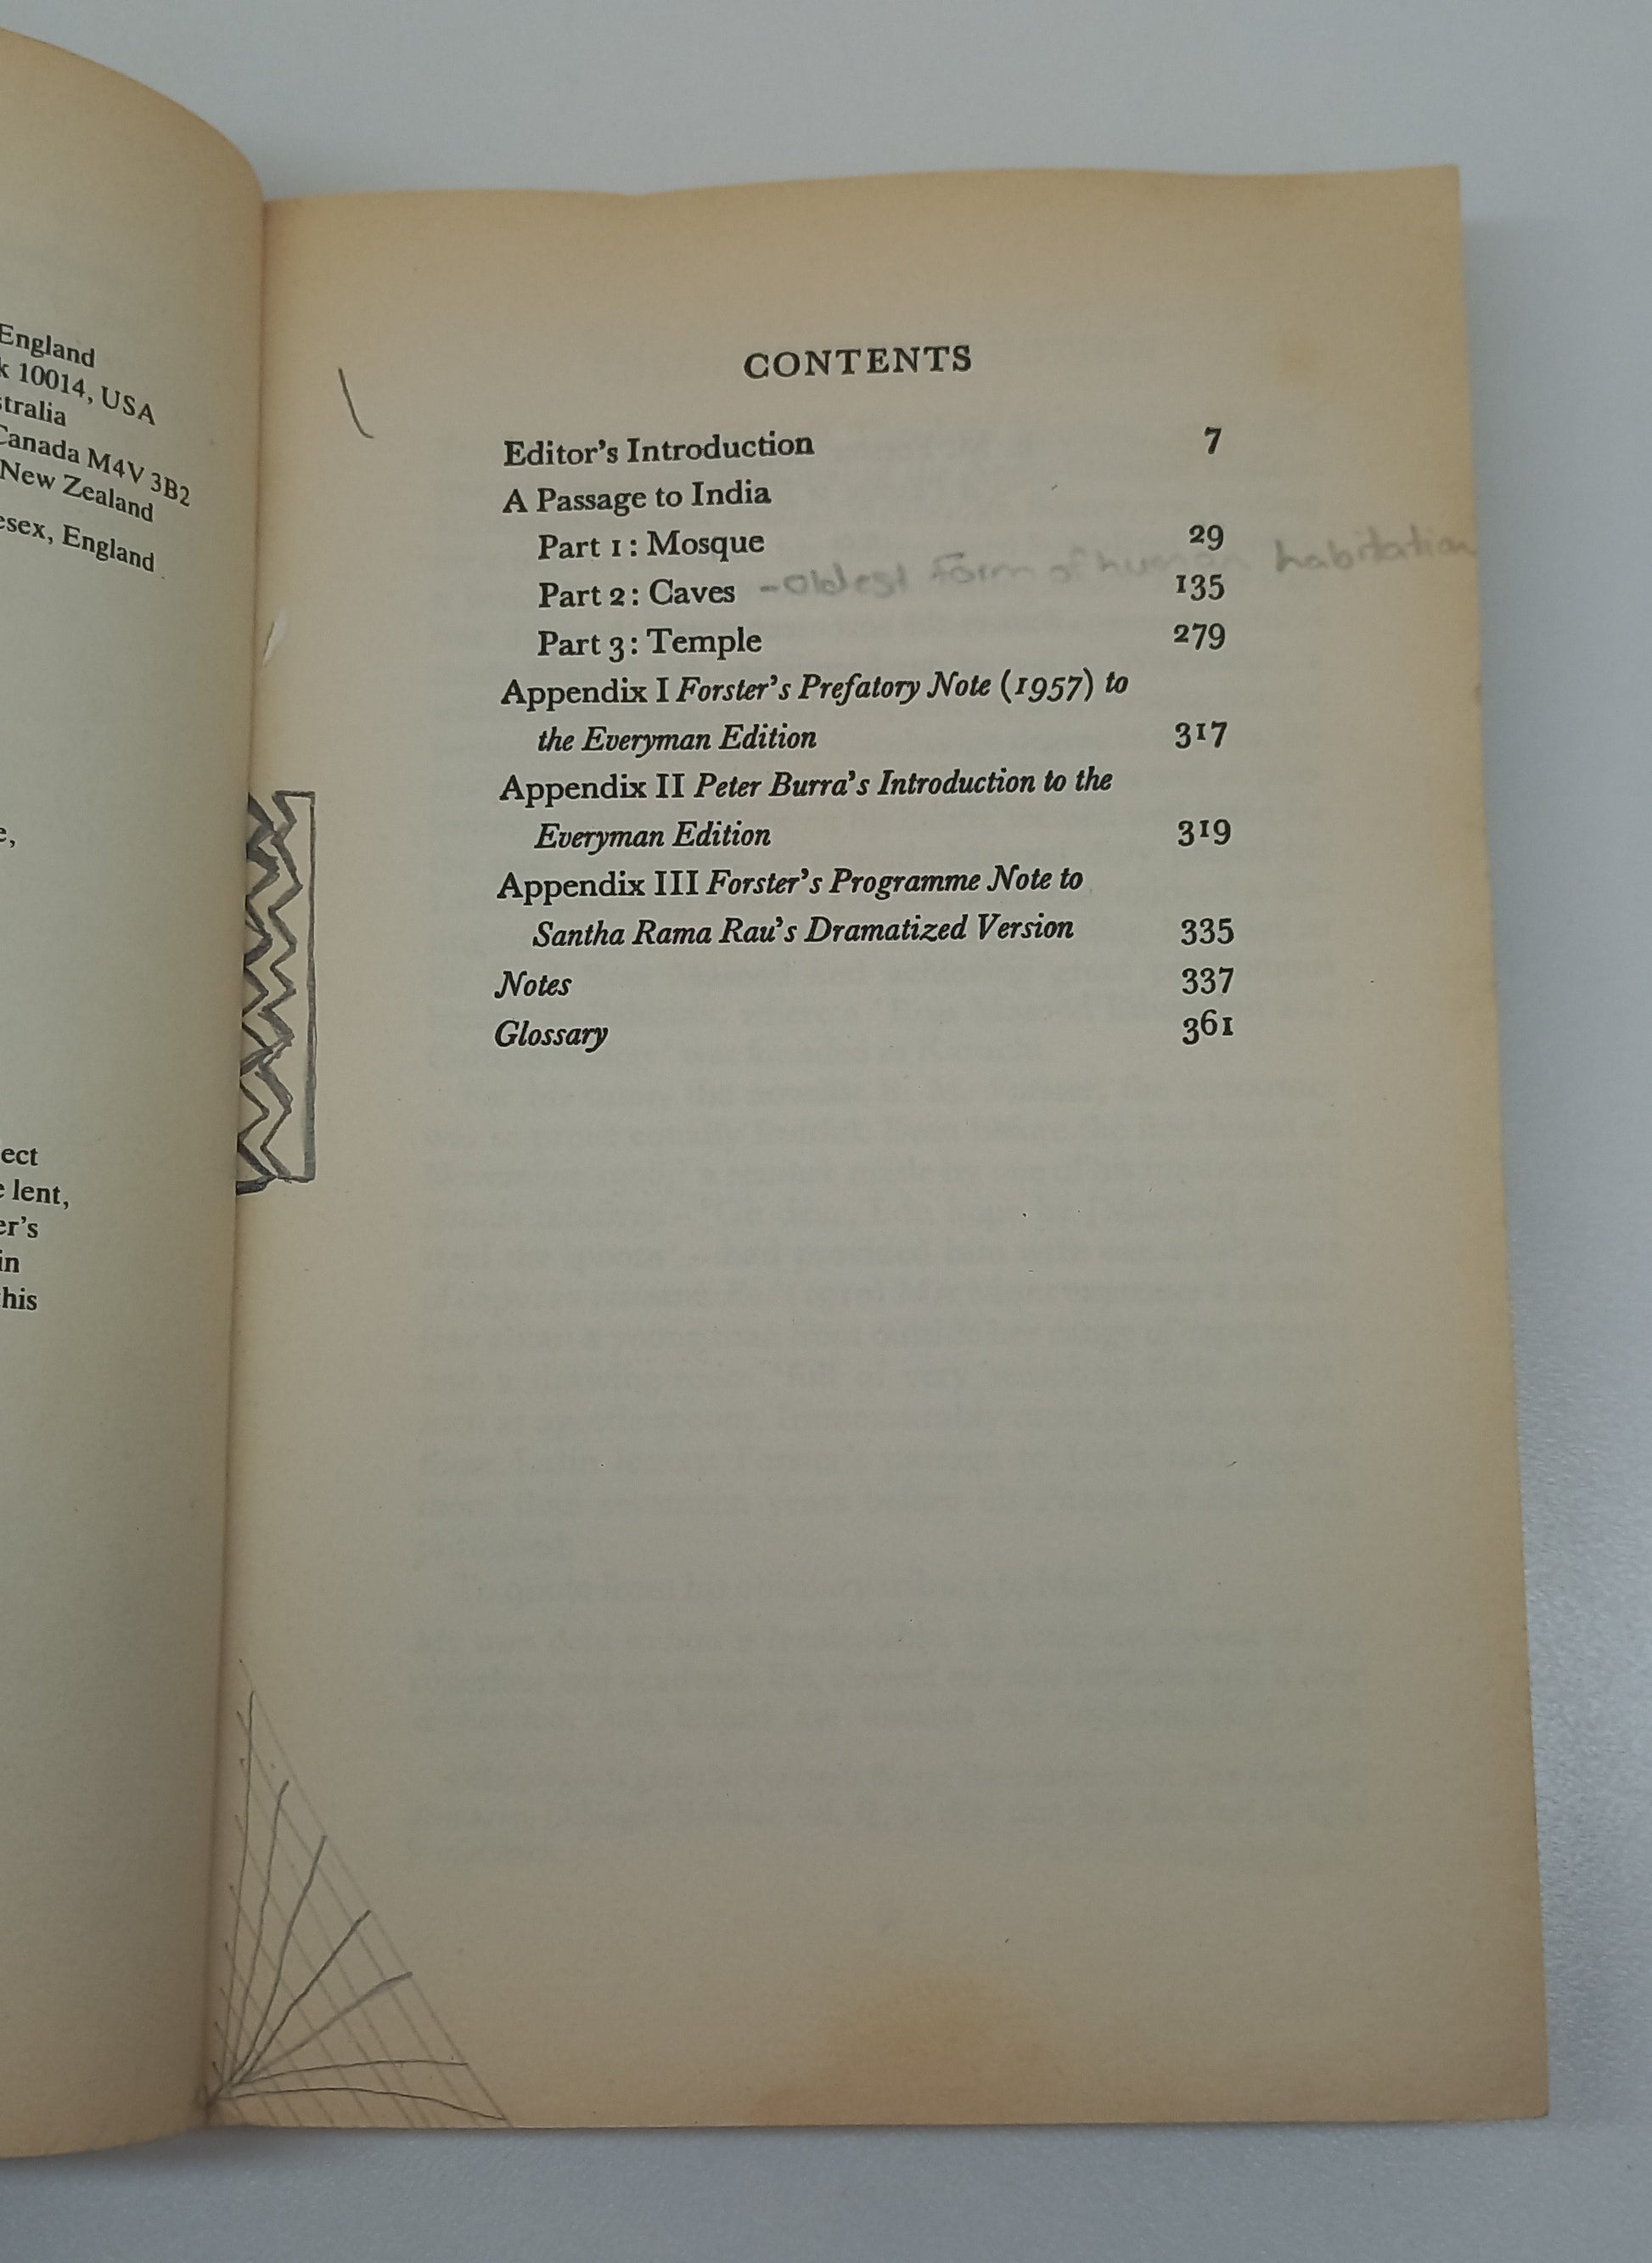 England
k 10014, USA
stralia
Canada M4V 3B2
New Zealand
esex, England
e,
ect
e lent,
er's
in
this
CONTENTS
Editor's Introduction 7
A Passage to India
Part 1: Mosque 29
Part 2: Caves -oldest form of human habitation 135
Part 3: Temple 279
Appendix I Forster's Prefatory Note (1957) to
the Everyman Edition 317
Appendix II Peter Burra's Introduction to the
Everyman Edition 319
Appendix III Forster's Programme Note to
Santha Rama Rau's Dramatized Version 335
Notes 337
Glossary 361